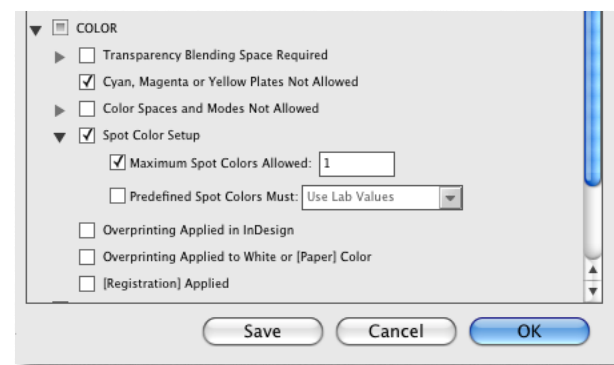 COLOR
Transparency Blending Space Required
Cyan, Magenta or Yellow Plates Not Allowed
Color Spaces and Modes Not Allowed
Spot Color Setup
Maximum Spot Colors Allowed: 1
Predefined Spot Colors Must: Use Lab Values
Overprinting Applied in InDesign
Overprinting Applied to White or [Paper] Color
[Registration] Applied
Save Cancel OK